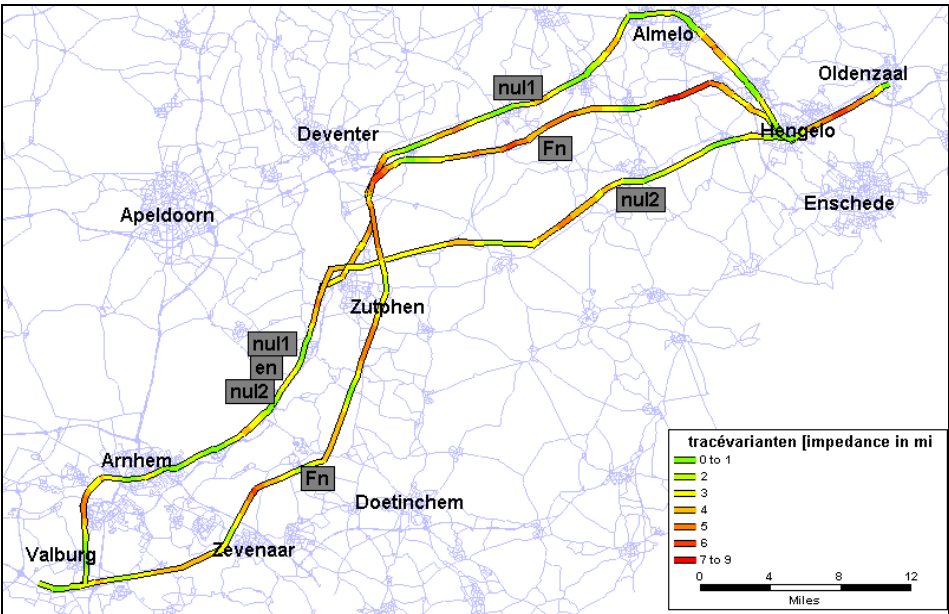 Almelo
Oldenzaal
nul1
Deventer
Hengelo
Fn
nul2
Enschede
Apeldoorn
Zutphen
nul1
en
nul2
Arnhem
Fn
Doetinchem
Zevenaar
Valburg
tracévarianten [impedance in mi
0 to 1
2
3
4
5
6
7 to 9
0 4 8 12
Miles